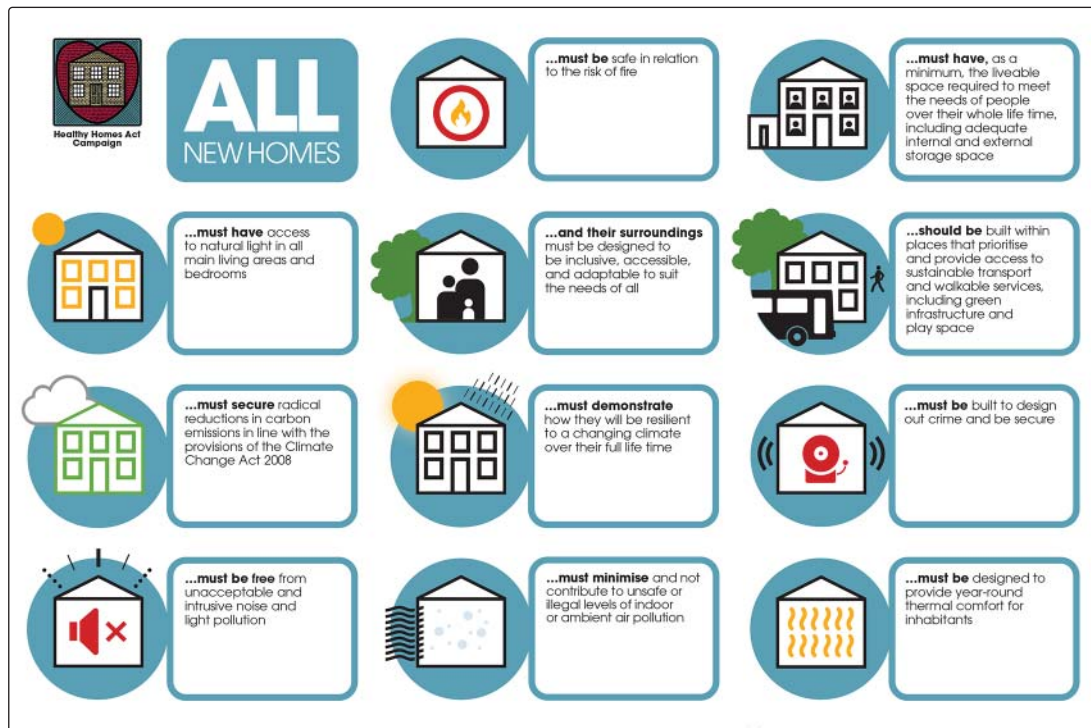 Healthy Homes Act
Campaign
ALL
NEW HOMES
...must be safe in relation
to the risk of fire
...must have, as a
minimum, the liveable
space required to meet
the needs of people
over their whole life time,
including adequate
internal and external
storage space
...must have access
to natural light in all
main living areas and
bedrooms
...and their surroundings
must be designed to
be inclusive, accessible,
and adaptable to suit
the needs of all
...should be built within
places that prioritise
and provide access to
sustainable transport
and walkable services,
including green
infrastructure and
play space
...must secure radical
reductions in carbon
emissions in line with the
provisions of the Climate
Change Act 2008
...must demonstrate
how they will be resilient
to a changing climate
over their full life time
...must be built to design
out crime and be secure
...must be free from
unacceptable and
intrusive noise and
light pollution
...must minimise and not
contribute to unsafe or
illegal levels of indoor
or ambient air pollution
...must be designed to
provide year-round
thermal comfort for
inhabitants